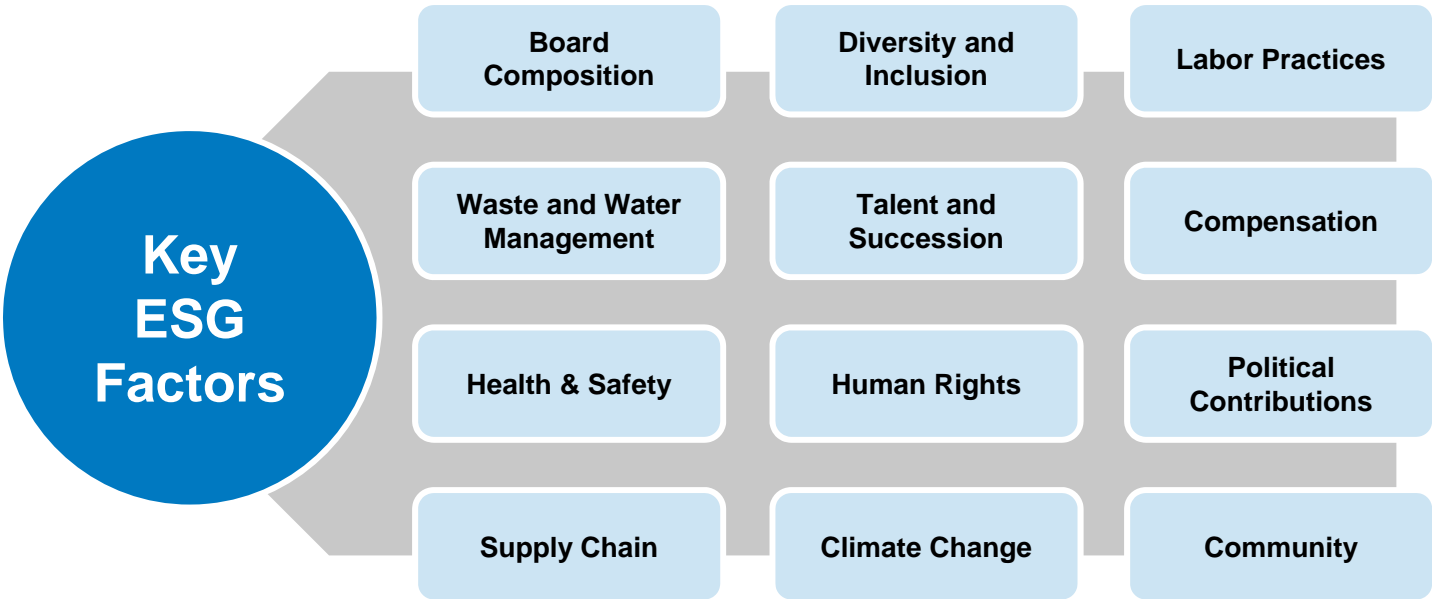 Key
ESG
Factors
Board
Composition
Diversity and
Inclusion
Labor Practices
Waste and Water
Management
Talent and
Succession
Compensation
Health & Safety
Human Rights
Political
Contributions
Supply Chain
Climate Change
Community